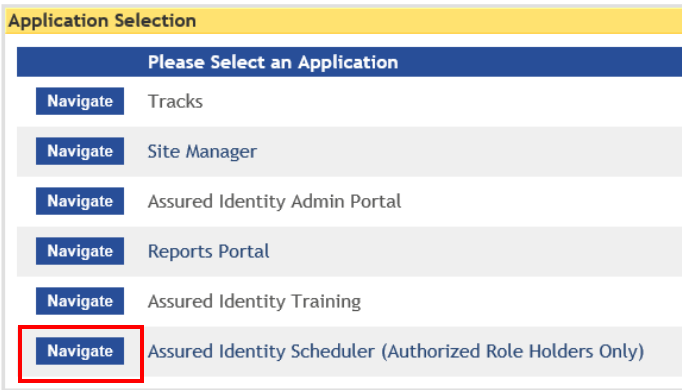 Application Selection
Please Select an Application
Navigate Tracks
Navigate Site Manager
Navigate Assured Identity Admin Portal
Navigate Reports Portal
Navigate Assured Identity Training
Navigate Assured Identity Scheduler (Authorized Role Holders Only)